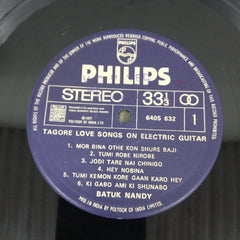 PHILIPS
STEREO 33⅓
6405 632
1
TAGORE LOVE SONGS ON ELECTRIC GUITAR
1. MOR BINA OTHE KON SHURE BAJI
2. TUMI ROBE NIROBE
3. JODI TARE NAI CHINIGO
4. HEY NOBINA
5. TUMI KEMON KORE GAAN KARO HEY
6. KI GABO AMI KI SHUNABO
BATUK NANDY
MADE IN INDIA BY POLYDOR OF INDIA LIMITED.